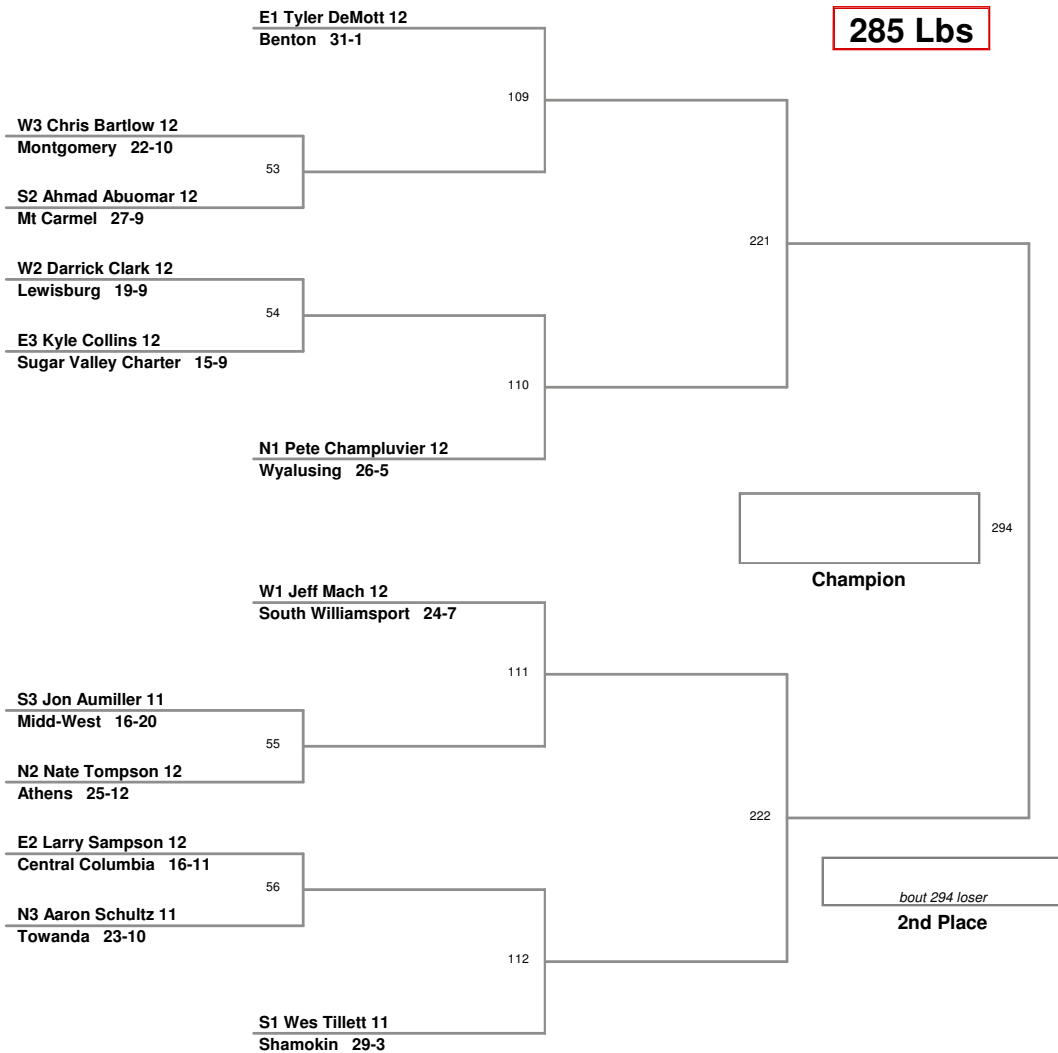 E1 Tyler DeMott 12
Benton 31-1
285 Lbs
109
W3 Chris Bartlow 12
Montgomery 22-10
53
S2 Ahmad Abuomar 12
Mt Carmel 27-9
221
W2 Darrick Clark 12
Lewisburg 19-9
54
E3 Kyle Collins 12
Sugar Valley Charter 15-9
110
N1 Pete Champluvier 12
Wyalusing 26-5
294
Champion
W1 Jeff Mach 12
South Williamsport 24-7
111
S3 Jon Aumiller 11
Midd-West 16-20
55
N2 Nate Tompson 12
Athens 25-12
222
E2 Larry Sampson 12
Central Columbia 16-11
56
N3 Aaron Schultz 11
Towanda 23-10
bout 294 loser
2nd Place
112
S1 Wes Tillett 11
Shamokin 29-3